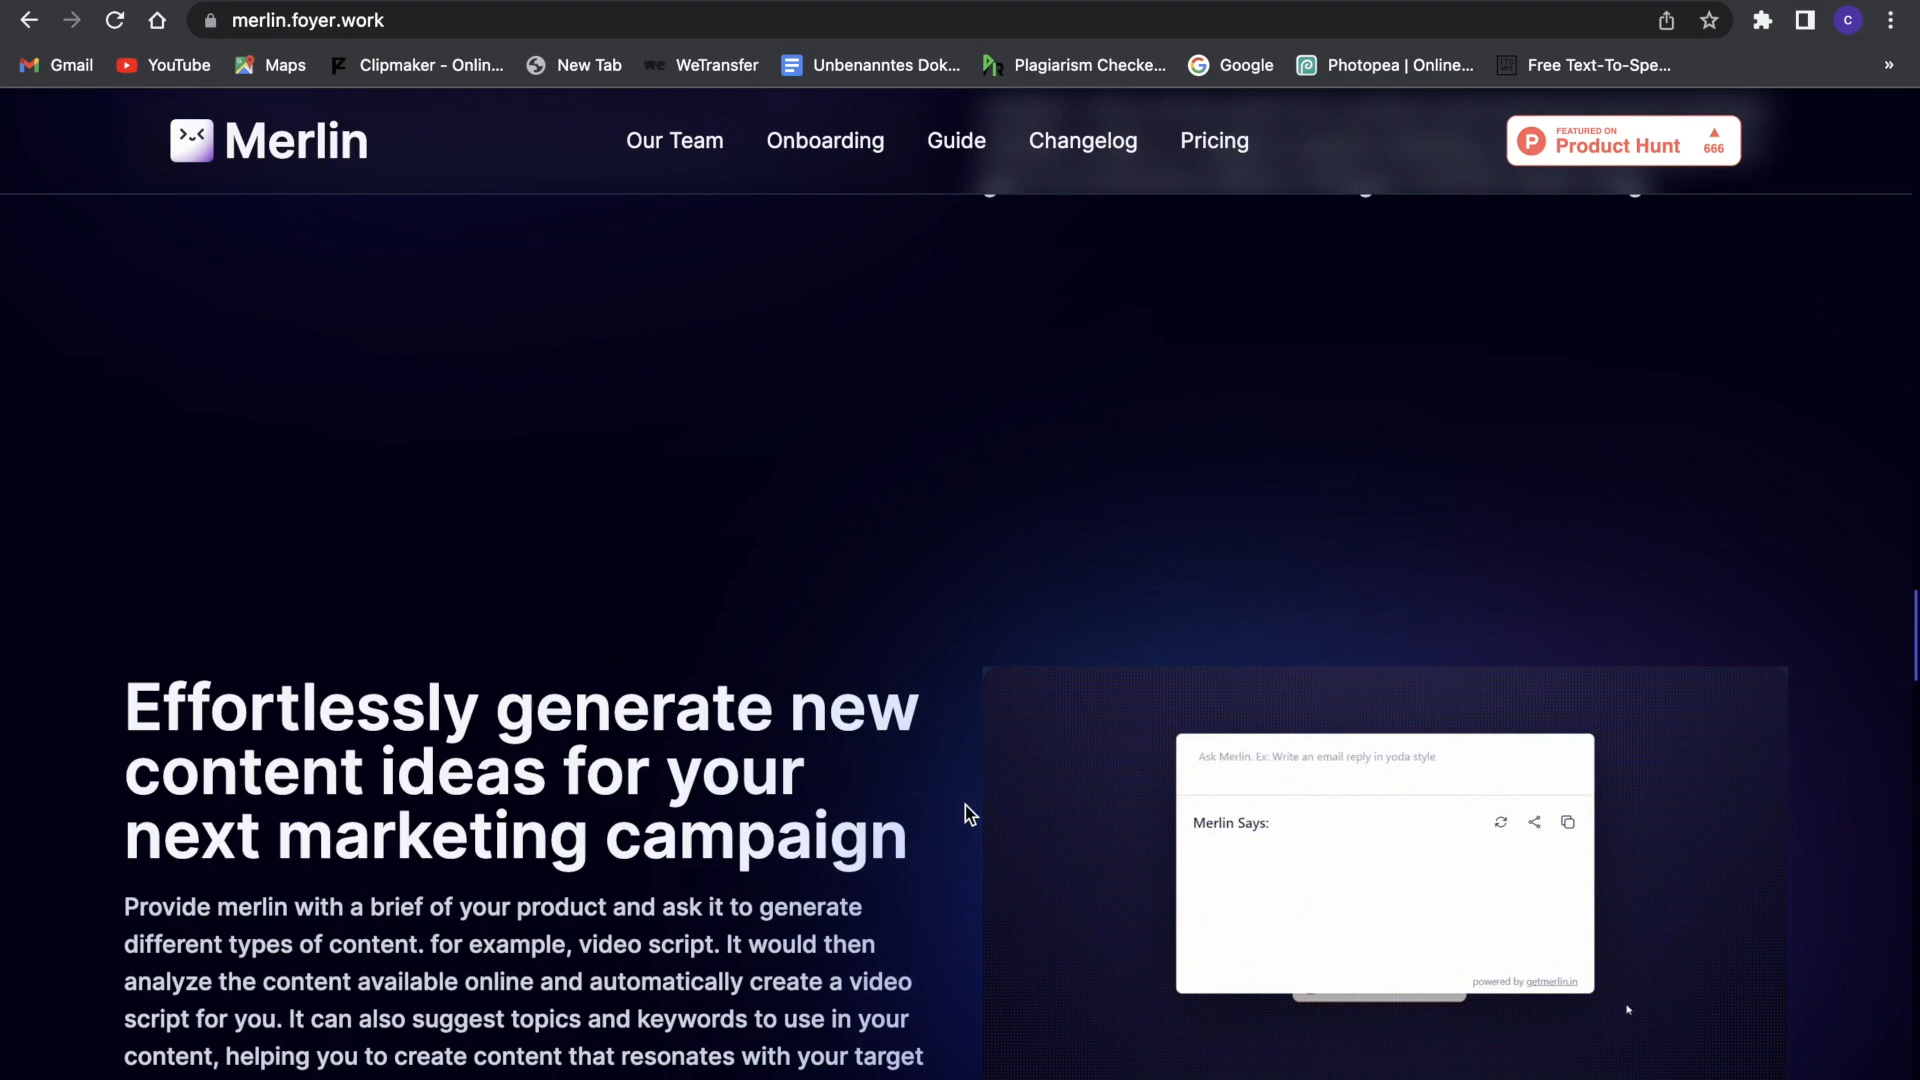 merlin.foyer.work
C
Gmail
YouTube
Maps
Clipmaker - Onlin...
New Tab
WeTransfer
Unbenanntes Dok...
Plagiarism Checke...
Google
Photopea | Online...
Free Text-To-Spe...
»
Merlin
Our Team
Onboarding
Guide
Changelog
Pricing
P
FEATURED ON
Product Hunt
666
Effortlessly generate new
content ideas for your
next marketing campaign
Provide merlin with a brief of your product and ask it to generate
different types of content. for example, video script. It would then
analyze the content available online and automatically create a video
script for you. It can also suggest topics and keywords to use in your
content, helping you to create content that resonates with your target
Ask Merlin. Ex: Write an email reply in yoda style
Merlin Says:
powered by getmerlin.in